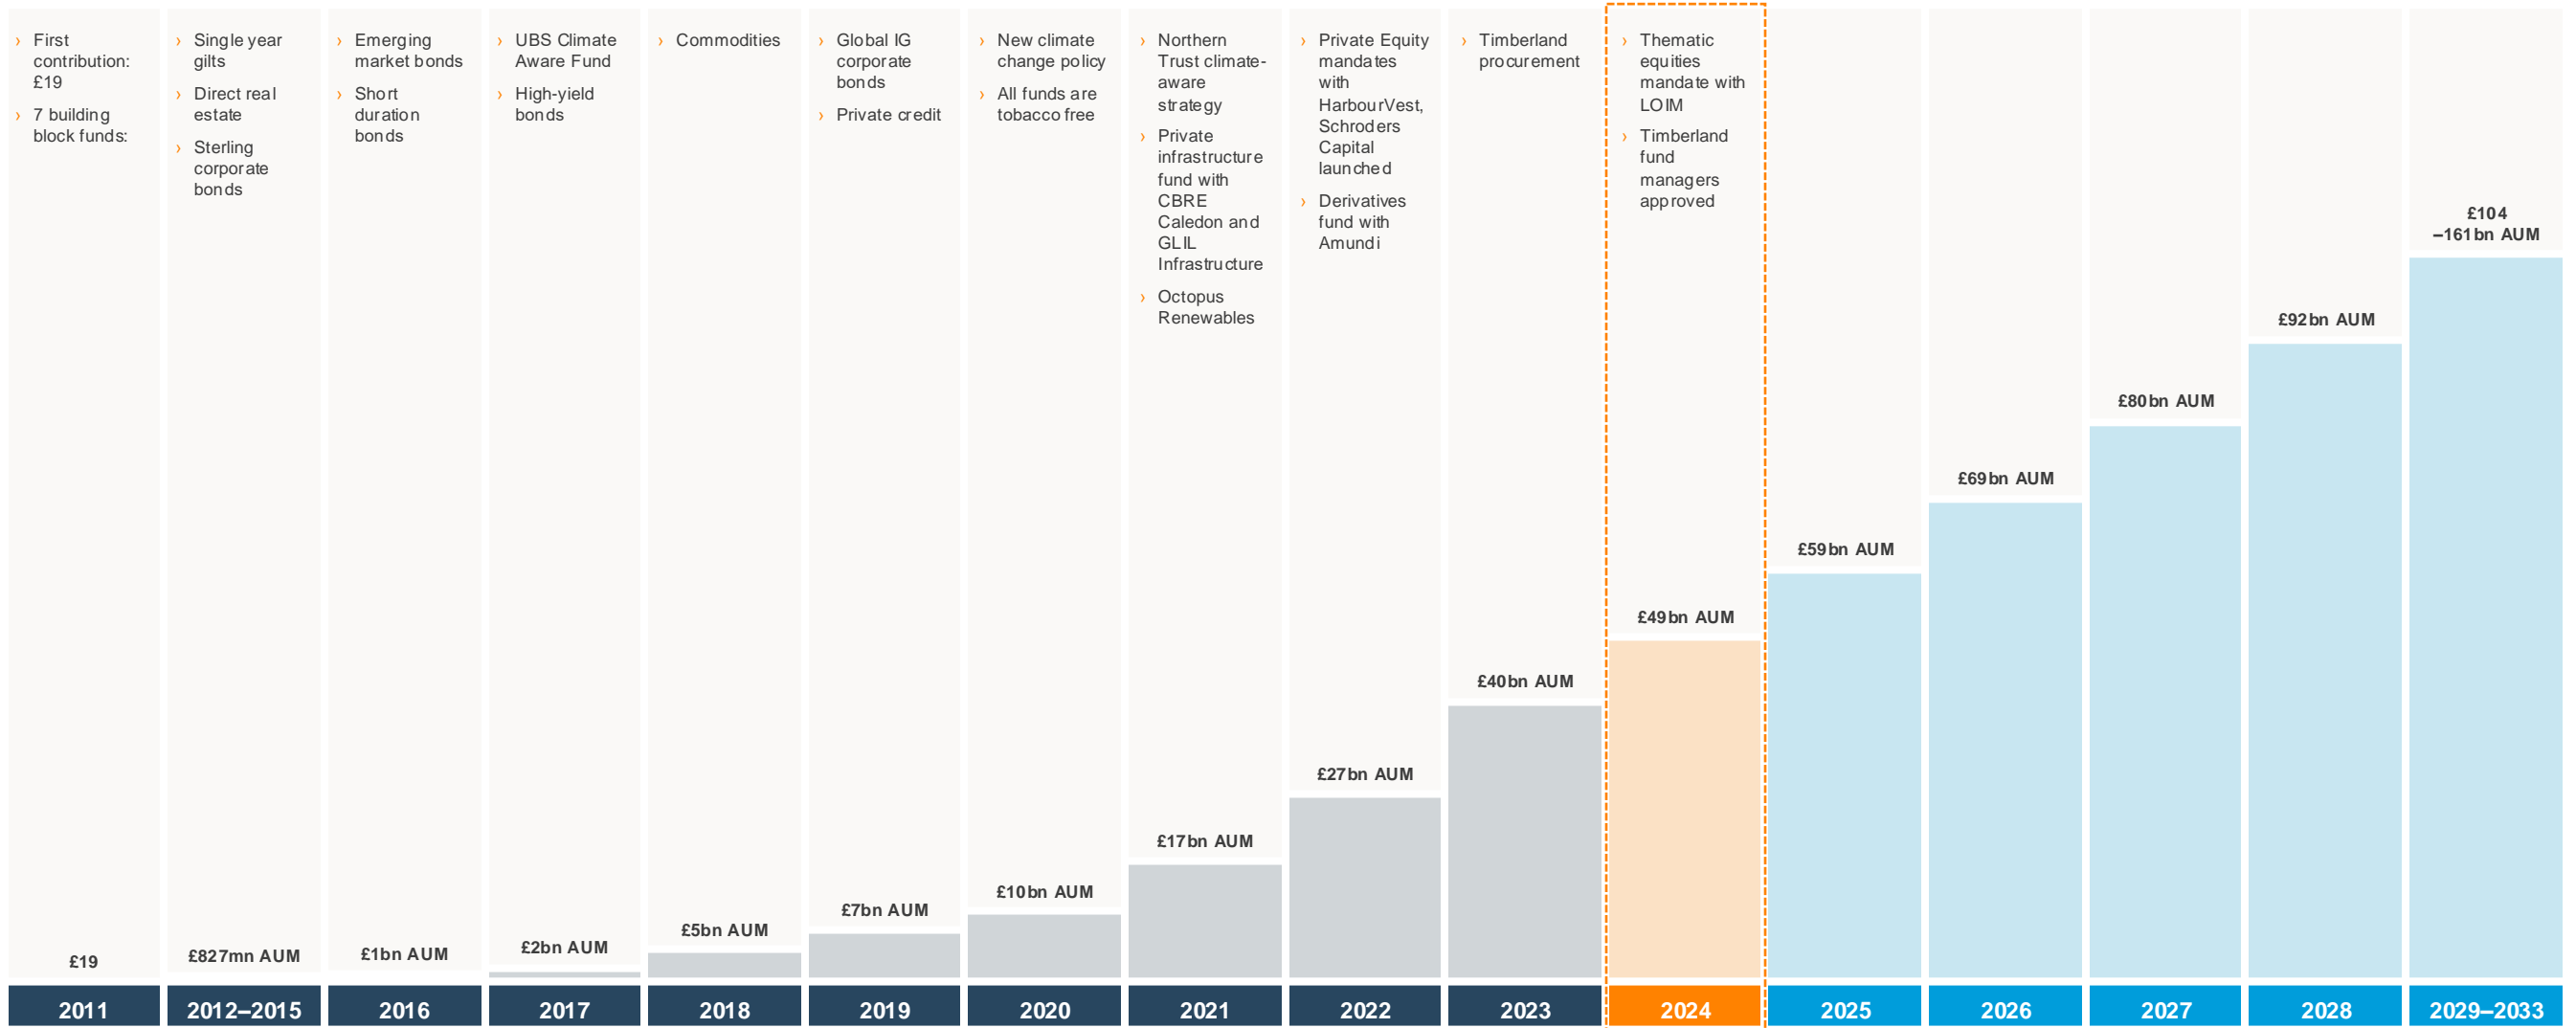 › First
contribution:
£19
› 7 building
block funds:
£19
2011
› Single year
gilts
› Direct real
estate
› Sterling
corporate
bonds
£827mn AUM
2012–2015
› Emerging
market bonds
› Short
duration
bonds
£1bn AUM
2016
› UBS Climate
Aware Fund
› High-yield
bonds
£2bn AUM
2017
› Commodities
£5bn AUM
2018
› Global IG
corporate
bonds
› Private credit
£7bn AUM
2019
› New climate
change policy
› All funds are
tobacco free
£10bn AUM
2020
› Northern
Trust climate-
aware
strategy
› Private
infrastructure
fund with
CBRE
Caledon and
GLIL
Infrastructure
› Octopus
Renewables
£17bn AUM
2021
› Private Equity
mandates
with
HarbourVest,
Schroders
Capital
launched
› Derivatives
fund with
Amundi
£27bn AUM
2022
› Timberland
procurement
£40bn AUM
2023
› Thematic
equities
mandate with
LOIM
› Timberland
fund
managers
approved
£49bn AUM
2024
£59bn AUM
2025
£69bn AUM
2026
£80bn AUM
2027
£92bn AUM
2028
£104
–161bn AUM
2029–2033